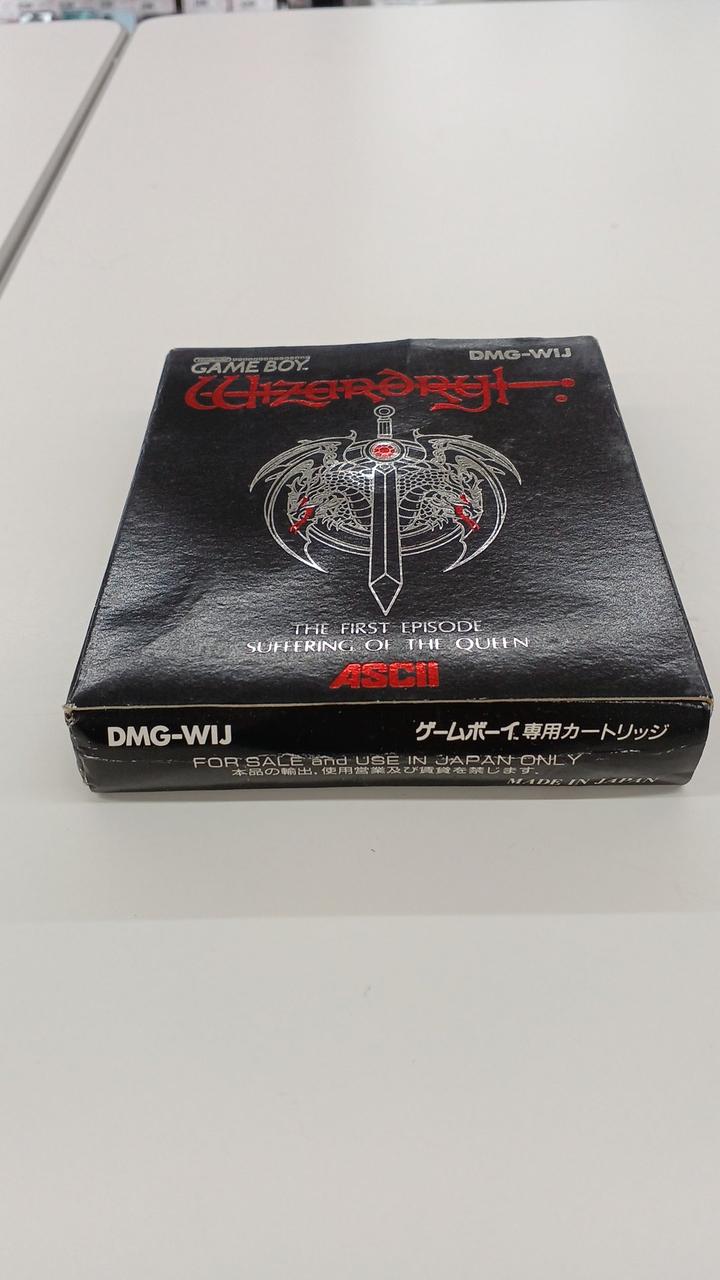 GAME BOY™
DMG-WIJ
Wizardry
THE FIRST EPISODE
SUFFERING OF THE QUEEN
ASCII
DMG-WIJ
ゲームボーイ専用カートリッジ
FOR SALE and USE IN JAPAN ONLY
本品の輸出,使用営業及び賃貸を禁じます.
MADE IN JAPAN